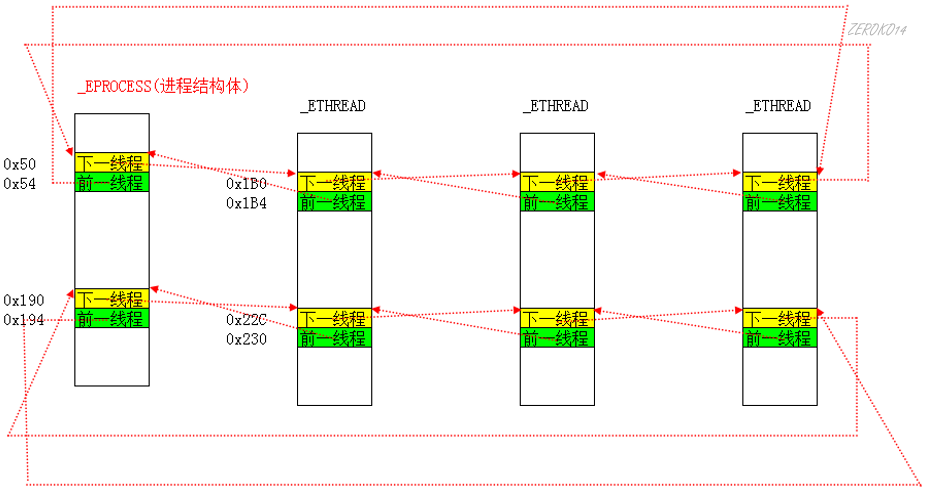 ZEROKO14
_EPROCESS(进程结构体)
_ETHREAD
_ETHREAD
_ETHREAD
0x50
下一线程
0x54
前一线程
0x1B0
下一线程
下一线程
下一线程
0x1B4
前一线程
前一线程
前一线程
0x190
下一线程
0x194
前一线程
0x22C
下一线程
下一线程
下一线程
0x230
前一线程
前一线程
前一线程